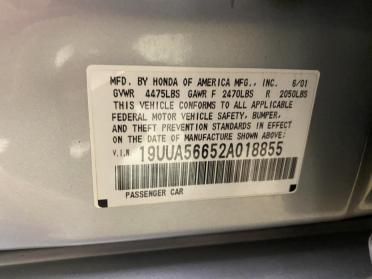 MFD. BY HONDA OF AMERICA MFG., INC. 6/01
GVWR 4475LBS GAWR F 2470LBS R 2050LBS
THIS VEHICLE CONFORMS TO ALL APPLICABLE
FEDERAL MOTOR VEHICLE SAFETY, BUMPER,
AND THEFT PREVENTION STANDARDS IN EFFECT
ON THE DATE OF MANUFACTURE SHOWN ABOVE.
V.I.N. 19UUA56652A018855
PASSENGER CAR